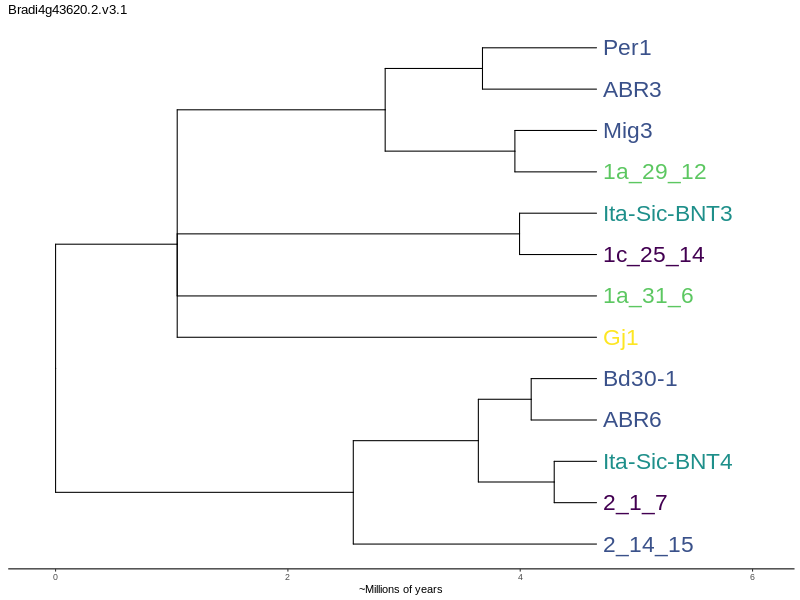 Bradi4g43620.2.v3.1
Per1
ABR3
Mig3
1a_29_12
Ita-Sic-BNT3
1c_25_14
1a_31_6
Gj1
Bd30-1
ABR6
Ita-Sic-BNT4
2_1_7
2_14_15
0 2 4 6
~Millions of years